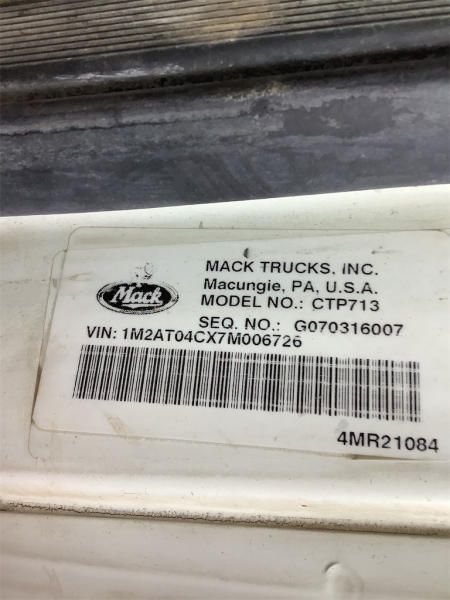 Mack
MACK TRUCKS, INC.
Macungie, PA, U.S.A.
MODEL NO.: CTP713
SEQ. NO.: G070316007
VIN: 1M2AT04CX7M006726
4MR21084